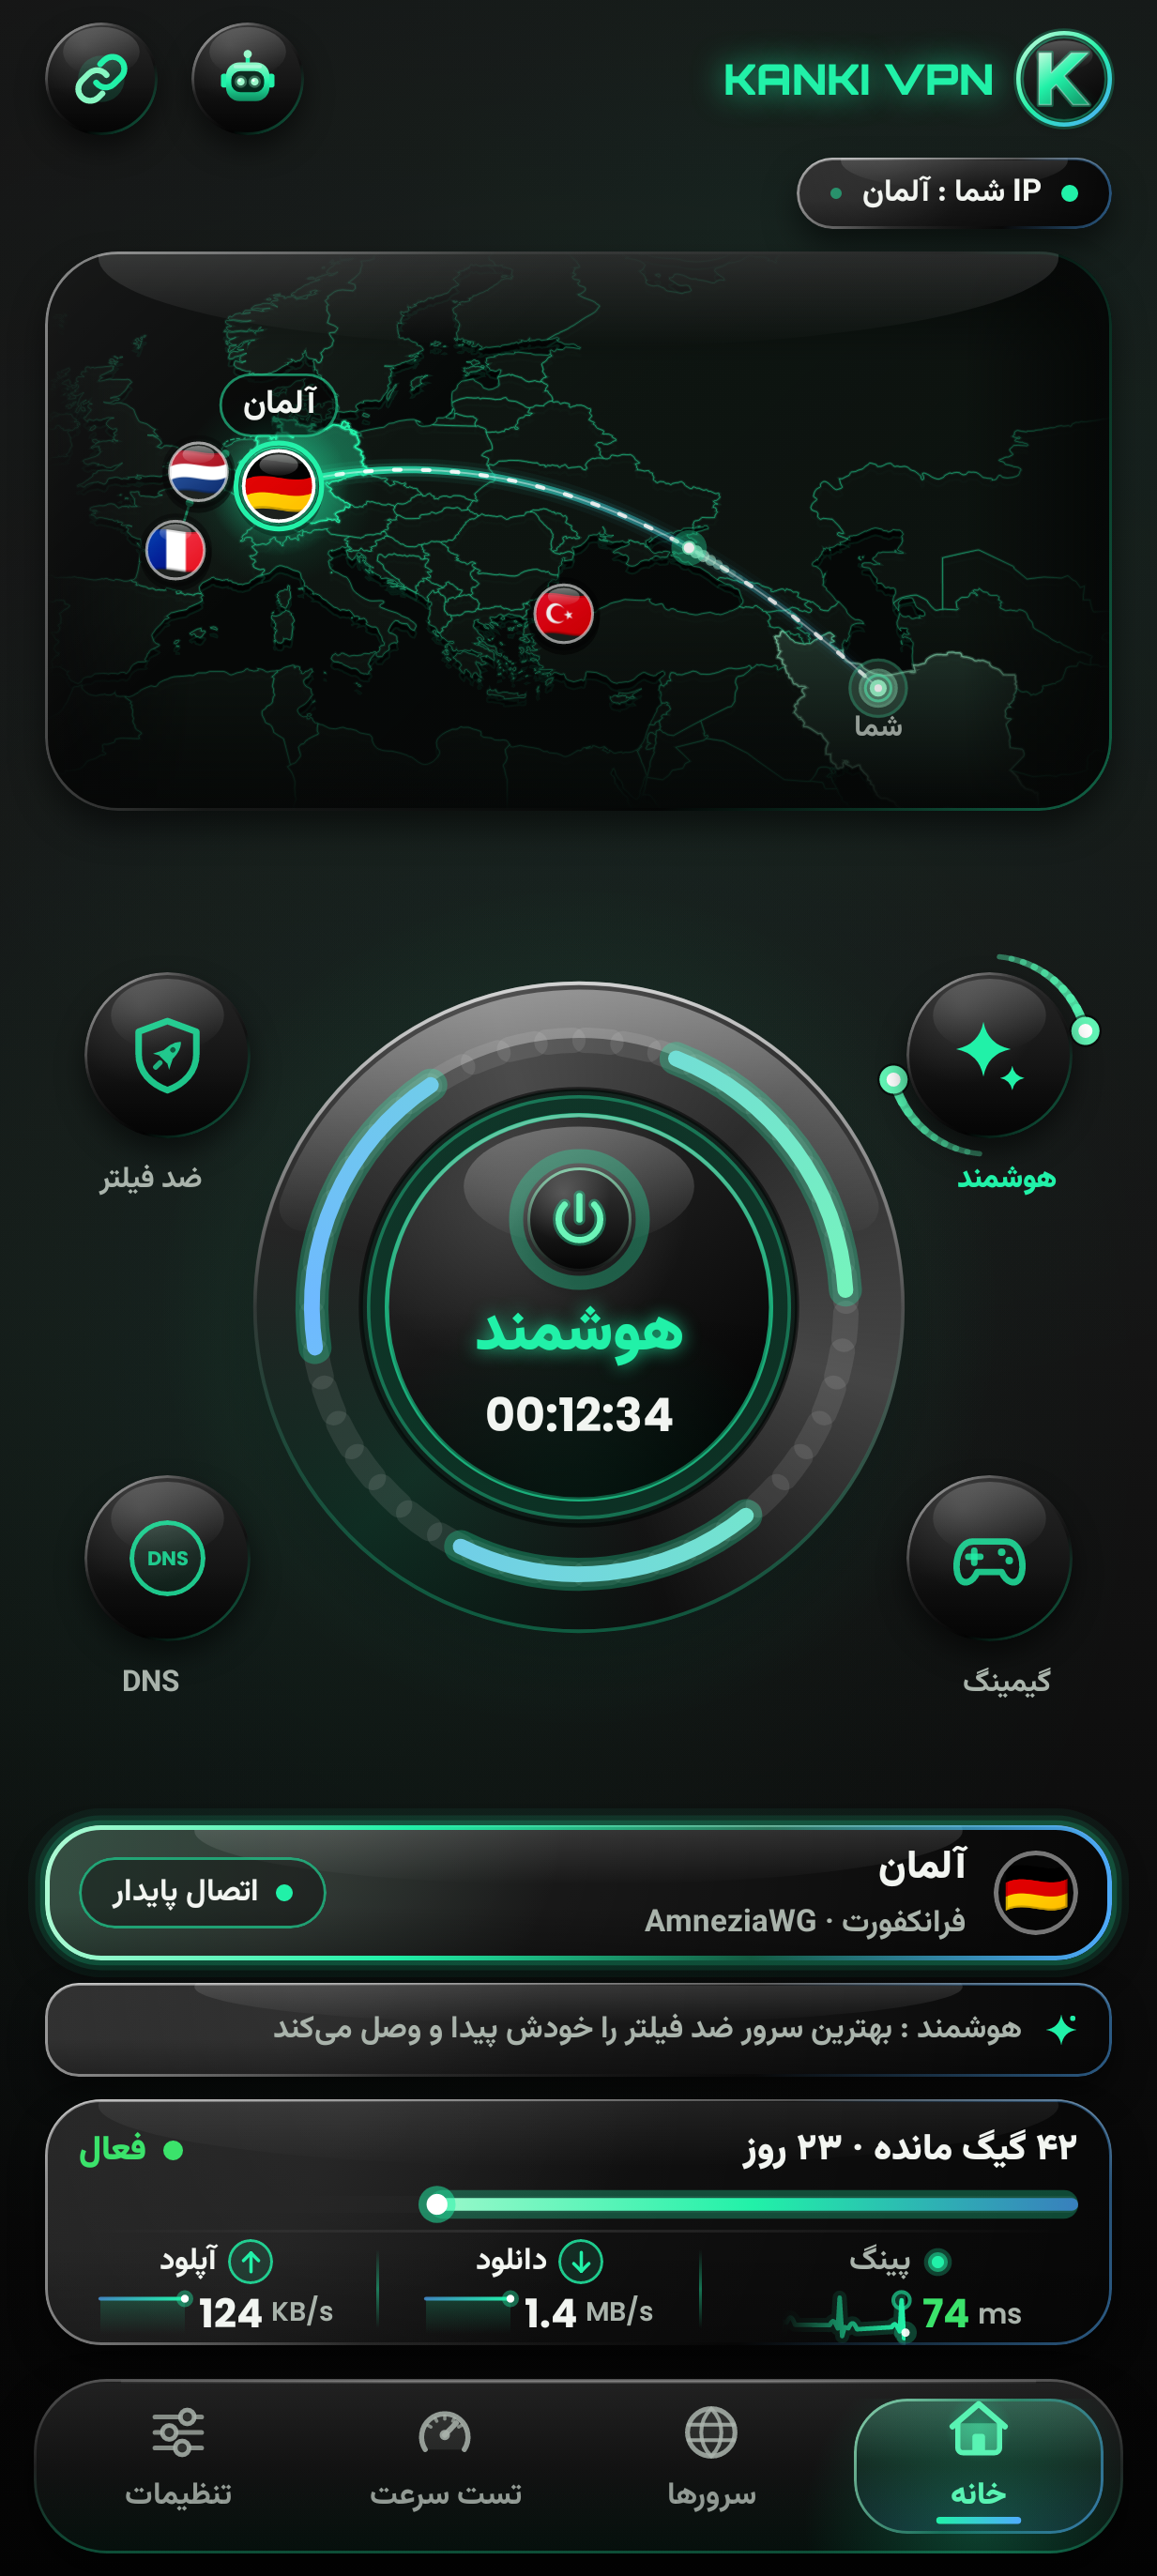 KANKI VPN
IP شما : آلمان
آلمان
شما
هوشمند
ضد فیلتر
هوشمند
00:12:34
DNS
گیمینگ
DNS
آلمان
فرانکفورت · AmneziaWG
اتصال پایدار
هوشمند : بهترین سرور ضد فیلتر را خودش پیدا و وصل می‌کند
۴۲ گیگ مانده · ۲۳ روز
فعال
پینگ
دانلود
آپلود
74 ms
1.4 MB/s
124 KB/s
خانه
سرورها
تست سرعت
تنظیمات